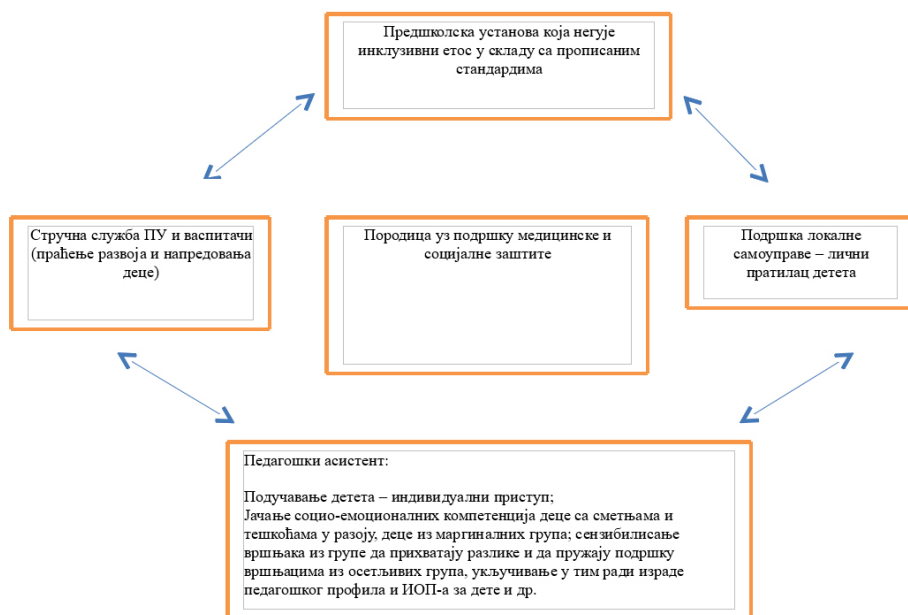 Предшколска установа која негује
инклузивни етос у складу са прописаним
стандардима
Стручна служба ПУ и васпитачи
(праћење развоја и напредовања
деце)
Породица уз подршку медицинске и
социјалне заштите
Подршка локалне
самоуправе – лични
пратилац детета
Педагошки асистент:
Подучавање детета – индивидуални приступ;
Јачање социо-емоционалних компетенција деце са сметњама и
тешкоћама у разоју, деце из маргиналних група; сензибилисање
вршњака из групе да прихватају разлике и да пружају подршку
вршњацима из осетљивих група, укључивање у тим ради израде
педагошког профила и ИОП-а за дете и др.